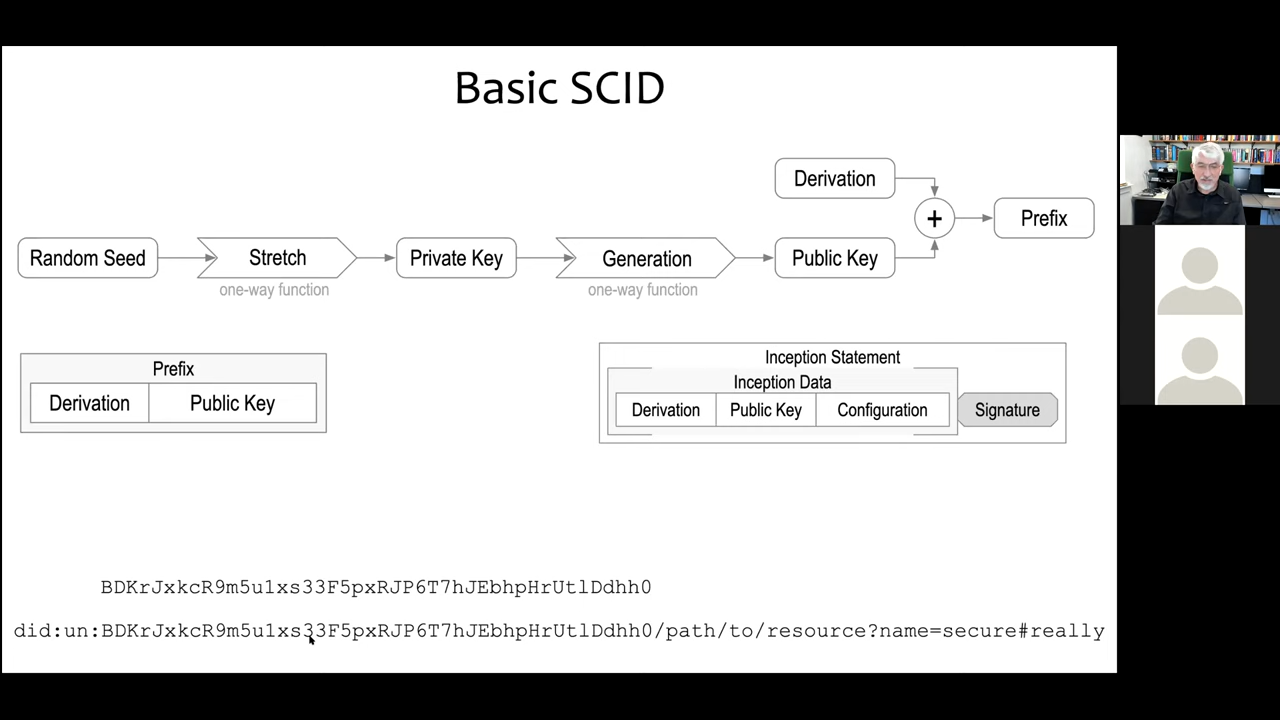 Basic SCID
Derivation
+
Prefix
Random Seed
Stretch
Private Key
Generation
Public Key
one-way function
one-way function
Prefix
Derivation
Public Key
Inception Statement
Inception Data
Derivation
Public Key
Configuration
Signature
BDKrJxkcR9m5u1xs33F5pxRJP6T7hJEbhpHrUtlDdhh0
did:un:BDKrJxkcR9m5u1xs33F5pxRJP6T7hJEbhpHrUtlDdhh0/path/to/resource?name=secure#really